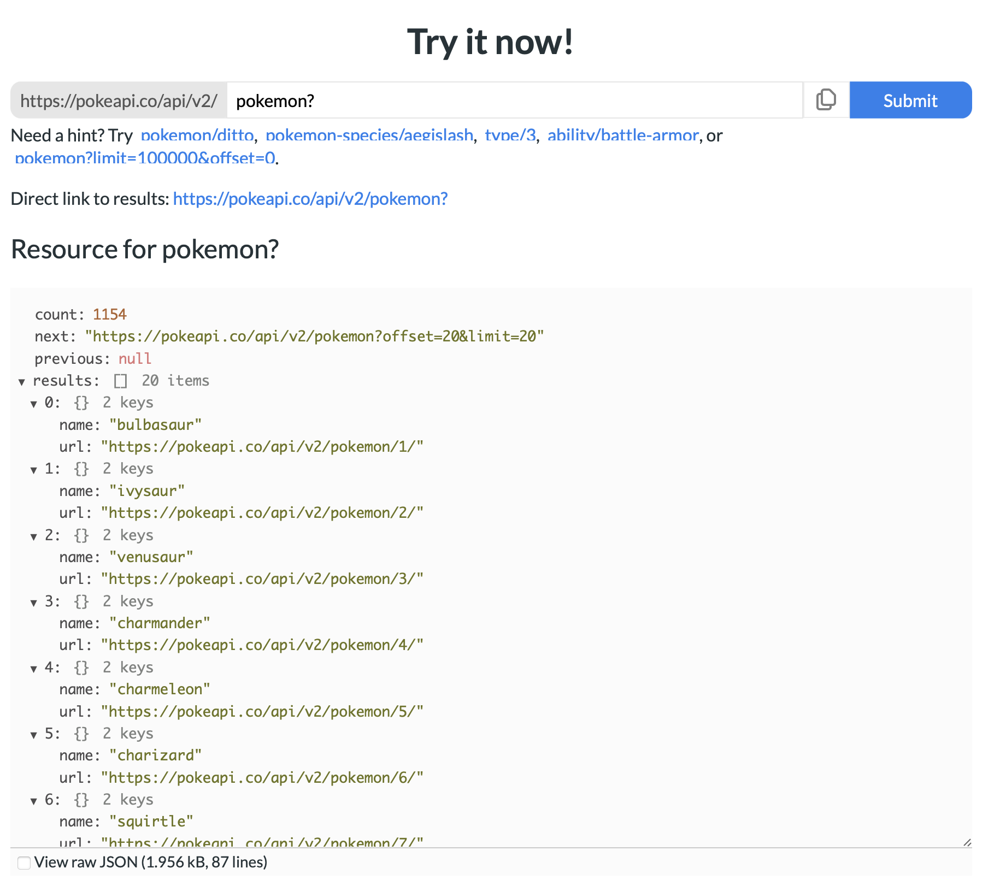 Try it now!
https://pokeapi.co/api/v2/ pokemon? Submit
Need a hint? Try pokemon/ditto, pokemon-species/aegislash, type/3, ability/battle-armor, or
pokemon?limit=100000&offset=0.
Direct link to results: https://pokeapi.co/api/v2/pokemon?
Resource for pokemon?
count: 1154
next: "https://pokeapi.co/api/v2/pokemon?offset=20&limit=20"
previous: null
▼ results: [] 20 items
▼ 0: {} 2 keys
name: "bulbasaur"
url: "https://pokeapi.co/api/v2/pokemon/1/"
▼ 1: {} 2 keys
name: "ivysaur"
url: "https://pokeapi.co/api/v2/pokemon/2/"
▼ 2: {} 2 keys
name: "venusaur"
url: "https://pokeapi.co/api/v2/pokemon/3/"
▼ 3: {} 2 keys
name: "charmander"
url: "https://pokeapi.co/api/v2/pokemon/4/"
▼ 4: {} 2 keys
name: "charmeleon"
url: "https://pokeapi.co/api/v2/pokemon/5/"
▼ 5: {} 2 keys
name: "charizard"
url: "https://pokeapi.co/api/v2/pokemon/6/"
▼ 6: {} 2 keys
name: "squirtle"
url: "https://pokeapi.co/api/v2/pokemon/7/"
View raw JSON (1.956 kB, 87 lines)